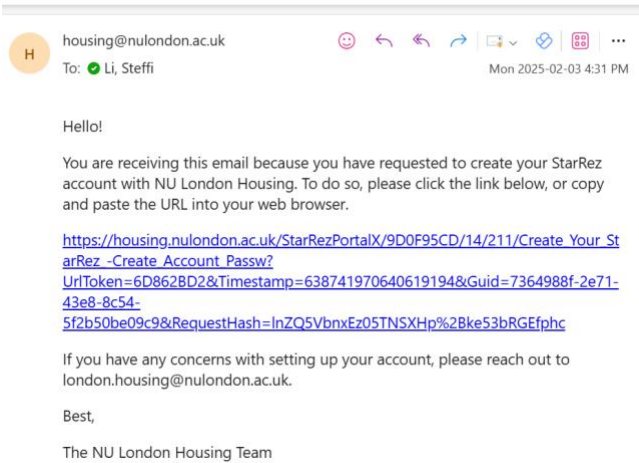 housing@nulondon.ac.uk
H
To: Li, Steffi
Mon 2025-02-03 4:31 PM
Hello!
You are receiving this email because you have requested to create your StarRez
account with NU London Housing. To do so, please click the link below, or copy
and paste the URL into your web browser.
https://housing.nulondon.ac.uk/StarRezPortalX/9D0F95CD/14/211/Create_Your_St
arRez_-Create_Account_Passw?
UrlToken=6D862BD2&Timestamp=638741970640619194&Guid=7364988f-2e71-
43e8-8c54-
5f2b50be09c9&RequestHash=lnZQ5VbnxEz05TNSXHp%2Bke53bRGEfphc
If you have any concerns with setting up your account, please reach out to
london.housing@nulondon.ac.uk.
Best,
The NU London Housing Team